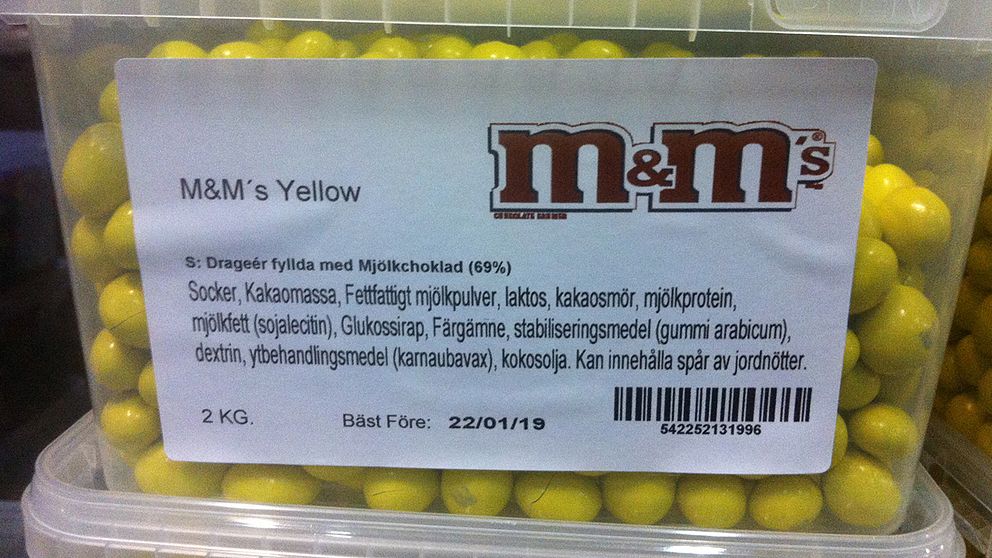 m&m's®
M&M´s Yellow
S: Drageér fyllda med Mjölkchoklad (69%)
Socker, Kakaomassa, Fettfattigt mjölkpulver, laktos, kakaosmör, mjölkprotein,
mjölkfett (sojalecitin), Glukossirap, Färgämne, stabiliseringsmedel (gummi arabicum),
dextrin, ytbehandlingsmedel (karnaubavax), kokosolja. Kan innehålla spår av jordnötter.
2 KG.
Bäst Före: 22/01/19
542252131996